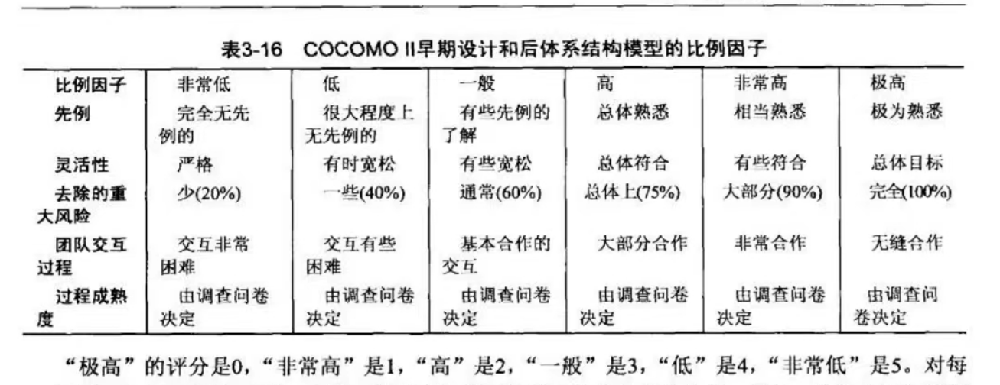 表3-16 COCOMO II早期设计和后体系结构模型的比例因子
比例因子 非常低 低 一般 高 非常高 极高
先例 完全无先 很大程度上 有些先例的 总体熟悉 相当熟悉 极为熟悉
例的 无先例的 了解
灵活性 严格 有时宽松 有些宽松 总体符合 有些符合 总体目标
去除的重 少(20%) 一些(40%) 通常(60%) 总体上(75%) 大部分(90%) 完全(100%)
大风险
团队交互 交互非常 交互有些 基本合作的 大部分合作 非常合作 无缝合作
过程 困难 困难 交互
过程成熟 由调查问卷 由调查问卷 由调查问卷 由调查问卷 由调查问卷 由调查问
度 决定 决定 决定 决定 决定 卷决定
“极高”的评分是0，“非常高”是1，“高”是2，“一般”是3，“低”是4，“非常低”是5。对每